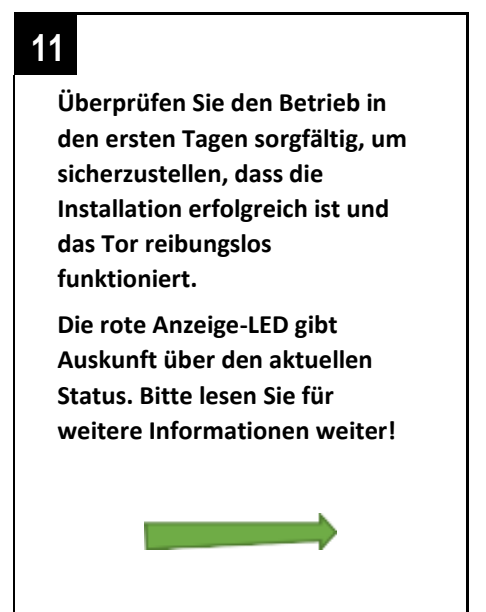 11
Überprüfen Sie den Betrieb in
den ersten Tagen sorgfältig, um
sicherzustellen, dass die
Installation erfolgreich ist und
das Tor reibungslos
funktioniert.
Die rote Anzeige-LED gibt
Auskunft über den aktuellen
Status. Bitte lesen Sie für
weitere Informationen weiter!